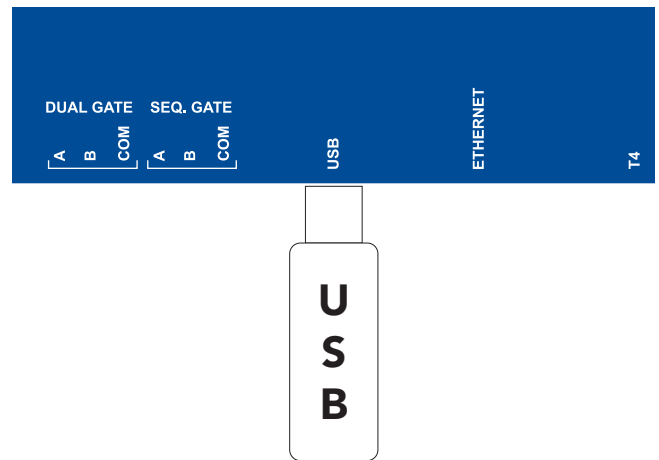 DUAL GATE SEQ. GATE
A B COM A B COM
USB
ETHERNET
T4
U
S
B